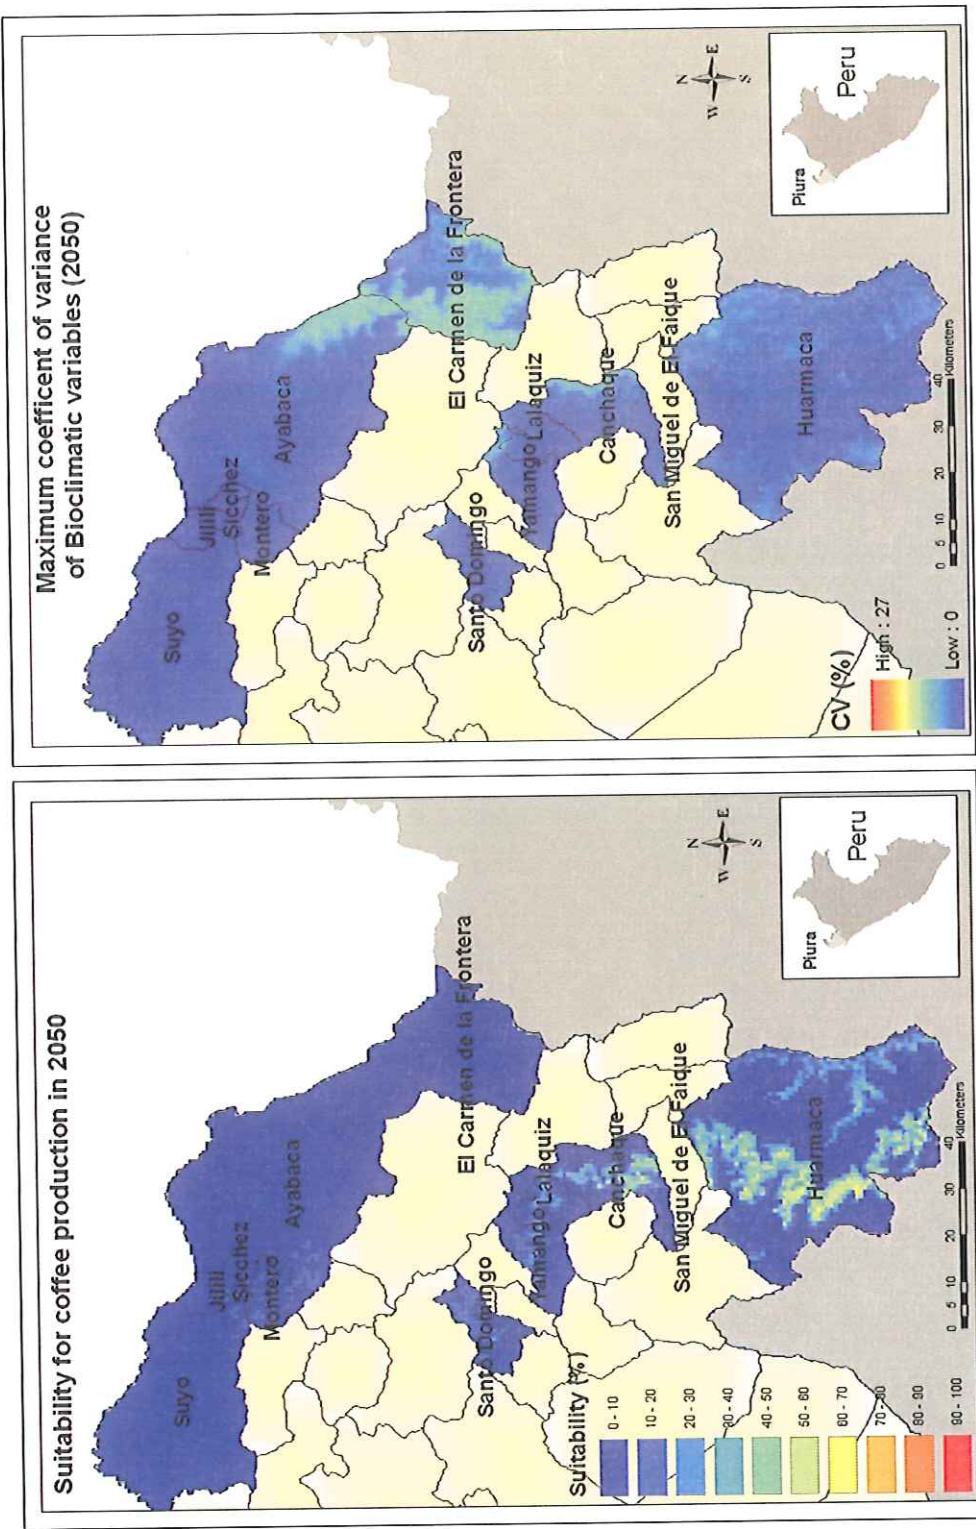 Suitability for coffee production in 2050
Suyo
Jilili
Sicchez
Montero
Ayabaca
El Carmen de la Frontera
Santo Domingo
Yamango
Lalaquiz
Canchaque
San Miguel de El Faique
Huarmaca
Suitability (%)
0 - 10
10 - 20
20 - 30
30 - 40
40 - 50
50 - 60
60 - 70
70 - 80
80 - 90
90 - 100
0 5 10 20 30 40
Kilometers
N
W E
S
Piura
Peru
Maximum coefficent of variance
of Bioclimatic variables (2050)
Suyo
Jilili
Sicchez
Montero
Ayabaca
El Carmen de la Frontera
Santo Domingo
Yamango
Lalaquiz
Canchaque
San Miguel de El Faique
Huarmaca
CV (%)
High : 27
Low : 0
0 5 10 20 30 40
Kilometers
N
W E
S
Piura
Peru